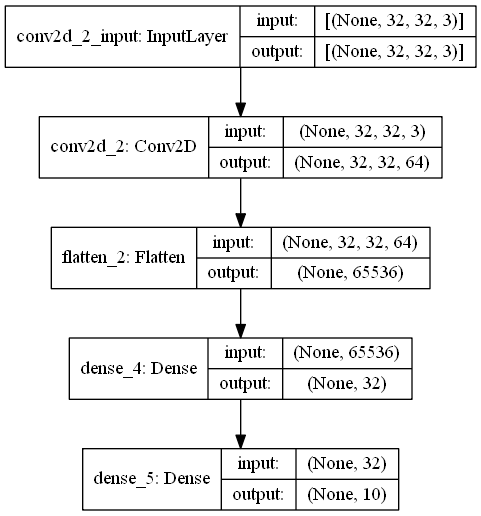 conv2d_2_input: InputLayer
input: [(None, 32, 32, 3)]
output: [(None, 32, 32, 3)]
conv2d_2: Conv2D
input: (None, 32, 32, 3)
output: (None, 32, 32, 64)
flatten_2: Flatten
input: (None, 32, 32, 64)
output: (None, 65536)
dense_4: Dense
input: (None, 65536)
output: (None, 32)
dense_5: Dense
input: (None, 32)
output: (None, 10)